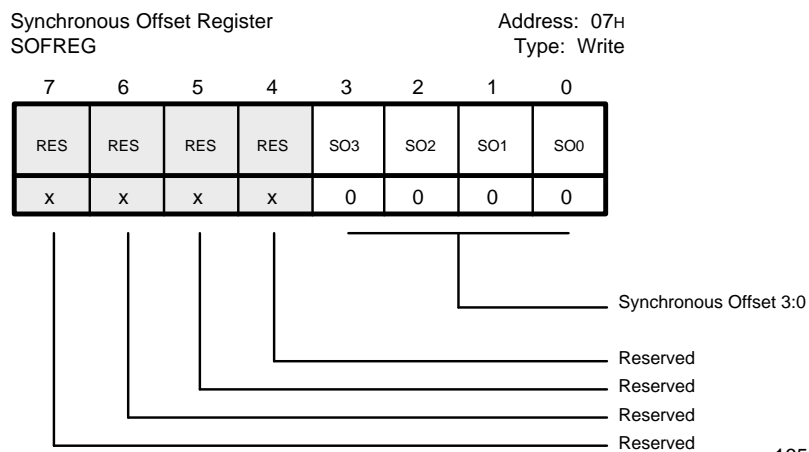 Synchronous Offset Register Address: 07H
SOFREG Type: Write
7 6 5 4 3 2 1 0
RES RES RES RES SO3 SO2 SO1 SO0
x x x x 0 0 0 0
Synchronous Offset 3:0
Reserved
Reserved
Reserved
Reserved